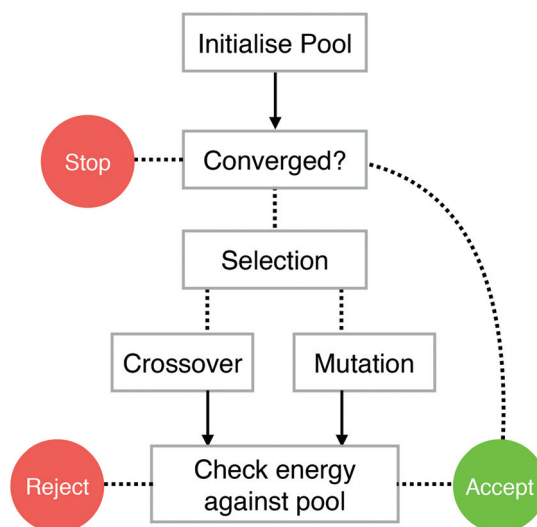 Initialise Pool
Stop
Converged?
Selection
Crossover
Mutation
Reject
Check energy
against pool
Accept